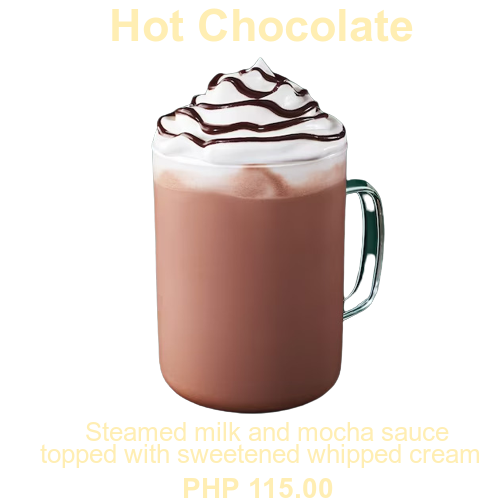 Hot Chocolate
Steamed milk and mocha sauce
topped with sweetened whipped cream
PHP 115.00